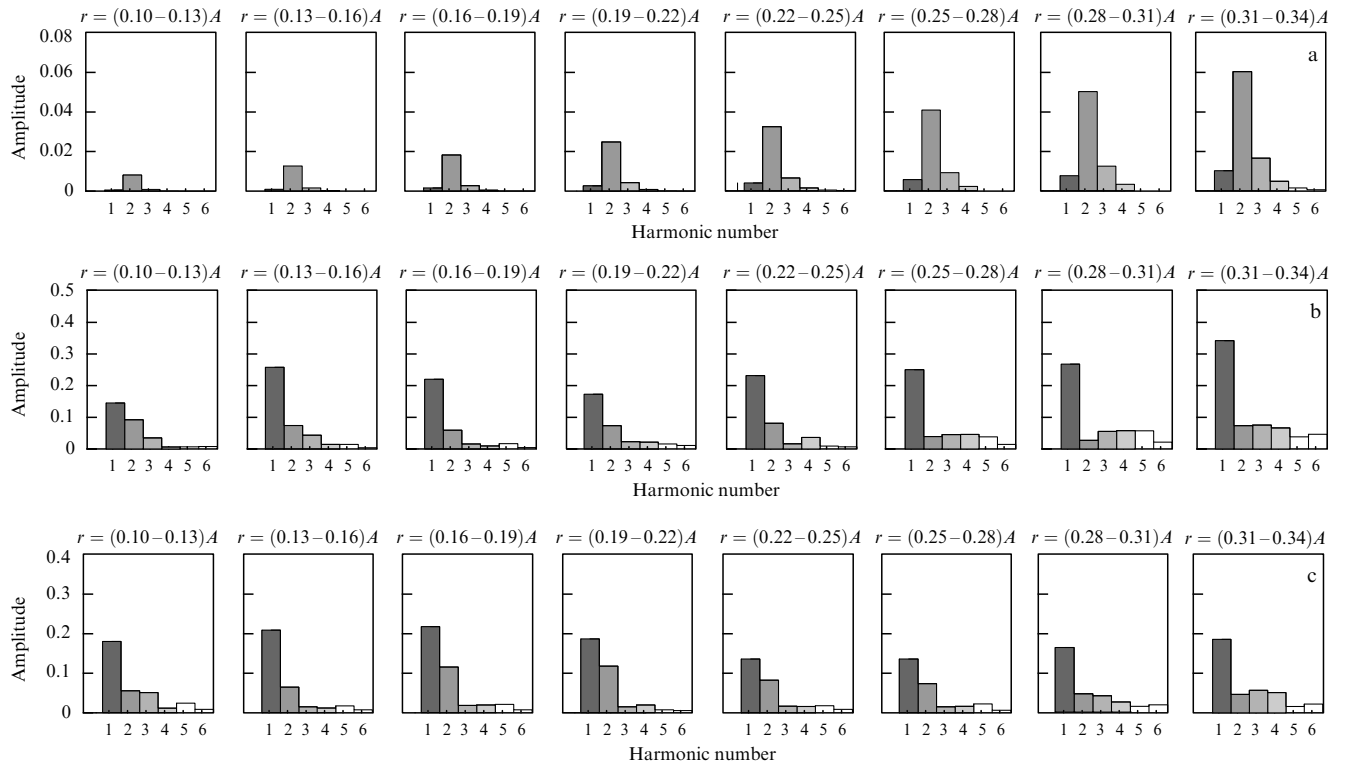 r = (0.10–0.13)A r = (0.13–0.16)A r = (0.16–0.19)A r = (0.19–0.22)A r = (0.22–0.25)A r = (0.25–0.28)A r = (0.28–0.31)A r = (0.31–0.34)A
0.08
a
0.06
Amplitude
0.04
0.02
0
1 2 3 4 5 6 1 2 3 4 5 6 1 2 3 4 5 6 1 2 3 4 5 6 1 2 3 4 5 6 1 2 3 4 5 6 1 2 3 4 5 6 1 2 3 4 5 6
Harmonic number
r = (0.10–0.13)A r = (0.13–0.16)A r = (0.16–0.19)A r = (0.19–0.22)A r = (0.22–0.25)A r = (0.25–0.28)A r = (0.28–0.31)A r = (0.31–0.34)A
0.5
b
0.4
0.3
Amplitude
0.2
0.1
0
1 2 3 4 5 6 1 2 3 4 5 6 1 2 3 4 5 6 1 2 3 4 5 6 1 2 3 4 5 6 1 2 3 4 5 6 1 2 3 4 5 6 1 2 3 4 5 6
Harmonic number
r = (0.10–0.13)A r = (0.13–0.16)A r = (0.16–0.19)A r = (0.19–0.22)A r = (0.22–0.25)A r = (0.25–0.28)A r = (0.28–0.31)A r = (0.31–0.34)A
0.4
c
0.3
Amplitude
0.2
0.1
0
1 2 3 4 5 6 1 2 3 4 5 6 1 2 3 4 5 6 1 2 3 4 5 6 1 2 3 4 5 6 1 2 3 4 5 6 1 2 3 4 5 6 1 2 3 4 5 6
Harmonic number